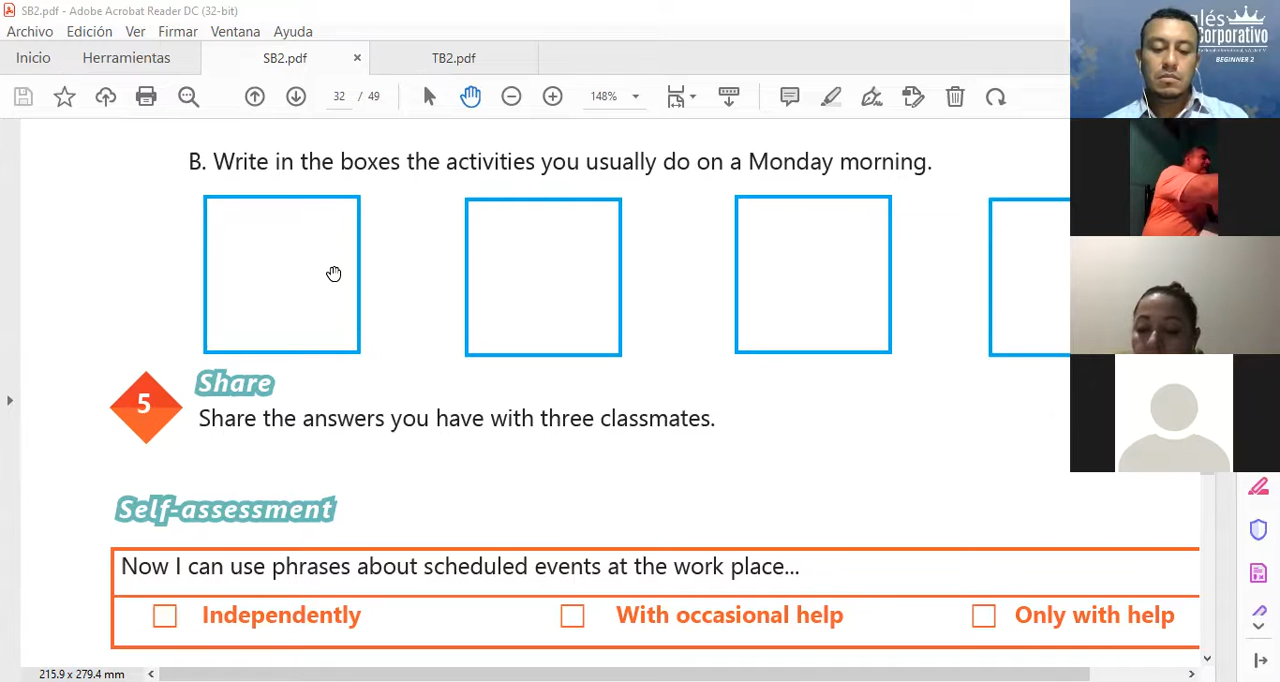 SB2.pdf - Adobe Acrobat Reader DC (32-bit)
Archivo Edición Ver Firmar Ventana Ayuda
Inicio Herramientas SB2.pdf × TB2.pdf
32 / 49 148%
B. Write in the boxes the activities you usually do on a Monday morning.
5
Share
Share the answers you have with three classmates.
Self-assessment
Now I can use phrases about scheduled events at the work place...
Independently With occasional help Only with help
215.9 x 279.4 mm
BEGINNER 2